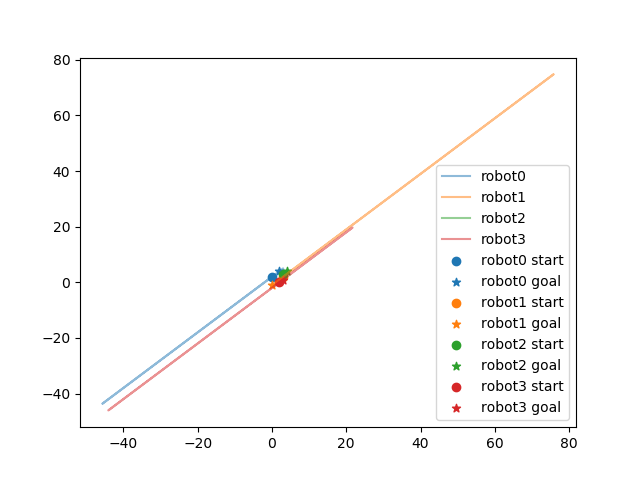 80
60
40
20
0
−20
−40
−40 −20 0 20 40 60 80
robot0
robot1
robot2
robot3
robot0 start
robot0 goal
robot1 start
robot1 goal
robot2 start
robot2 goal
robot3 start
robot3 goal